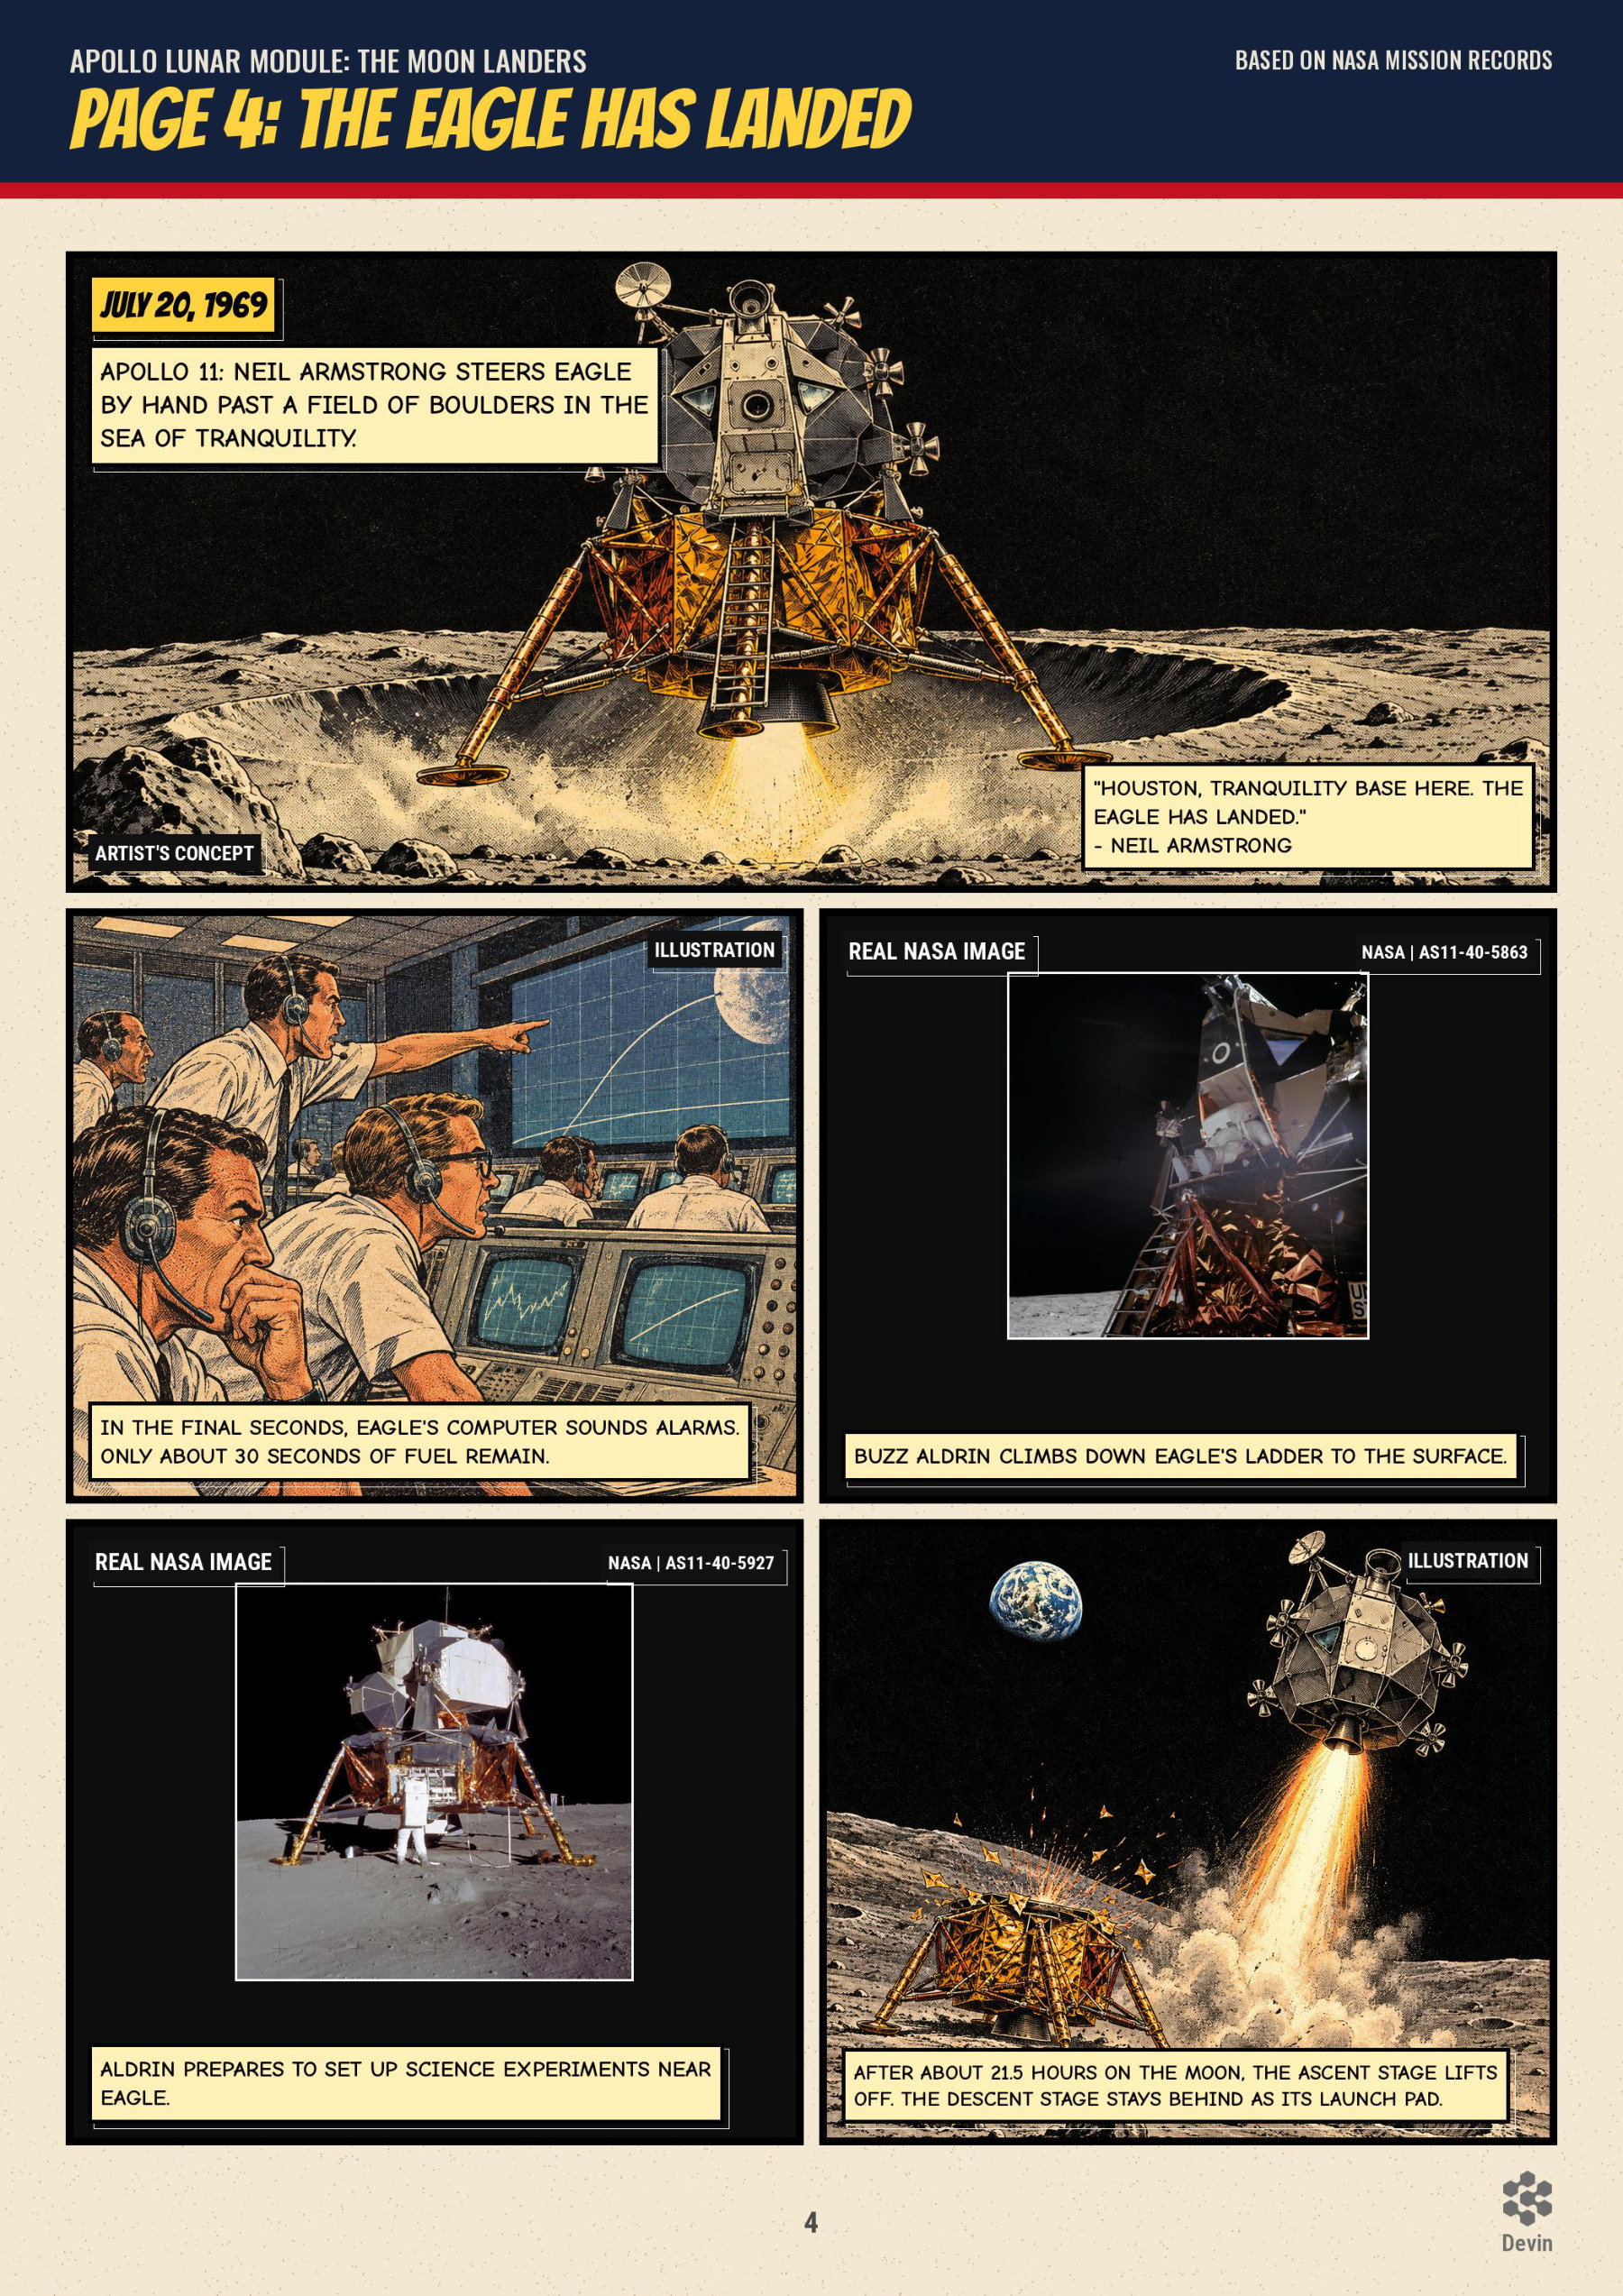 APOLLO LUNAR MODULE: THE MOON LANDERS
BASED ON NASA MISSION RECORDS
PAGE 4: THE EAGLE HAS LANDED
JULY 20, 1969
APOLLO 11: NEIL ARMSTRONG STEERS EAGLE
BY HAND PAST A FIELD OF BOULDERS IN THE
SEA OF TRANQUILITY.
"HOUSTON, TRANQUILITY BASE HERE. THE
EAGLE HAS LANDED."
- NEIL ARMSTRONG
ARTIST'S CONCEPT
ILLUSTRATION
IN THE FINAL SECONDS, EAGLE'S COMPUTER SOUNDS ALARMS.
ONLY ABOUT 30 SECONDS OF FUEL REMAIN.
REAL NASA IMAGE
NASA | AS11-40-5863
BUZZ ALDRIN CLIMBS DOWN EAGLE'S LADDER TO THE SURFACE.
REAL NASA IMAGE
NASA | AS11-40-5927
ALDRIN PREPARES TO SET UP SCIENCE EXPERIMENTS NEAR
EAGLE.
ILLUSTRATION
AFTER ABOUT 21.5 HOURS ON THE MOON, THE ASCENT STAGE LIFTS
OFF. THE DESCENT STAGE STAYS BEHIND AS ITS LAUNCH PAD.
4
Devin